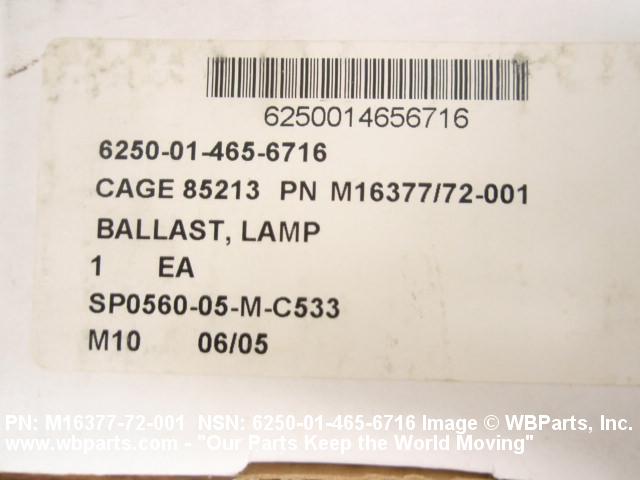 6250014656716
6250-01-465-6716
CAGE 85213 PN M16377/72-001
BALLAST, LAMP
1 EA
SP0560-05-M-C533
M10 06/05
PN: M16377-72-001 NSN: 6250-01-465-6716 Image © WBParts, Inc.
www.wbparts.com - "Our Parts Keep the World Moving"